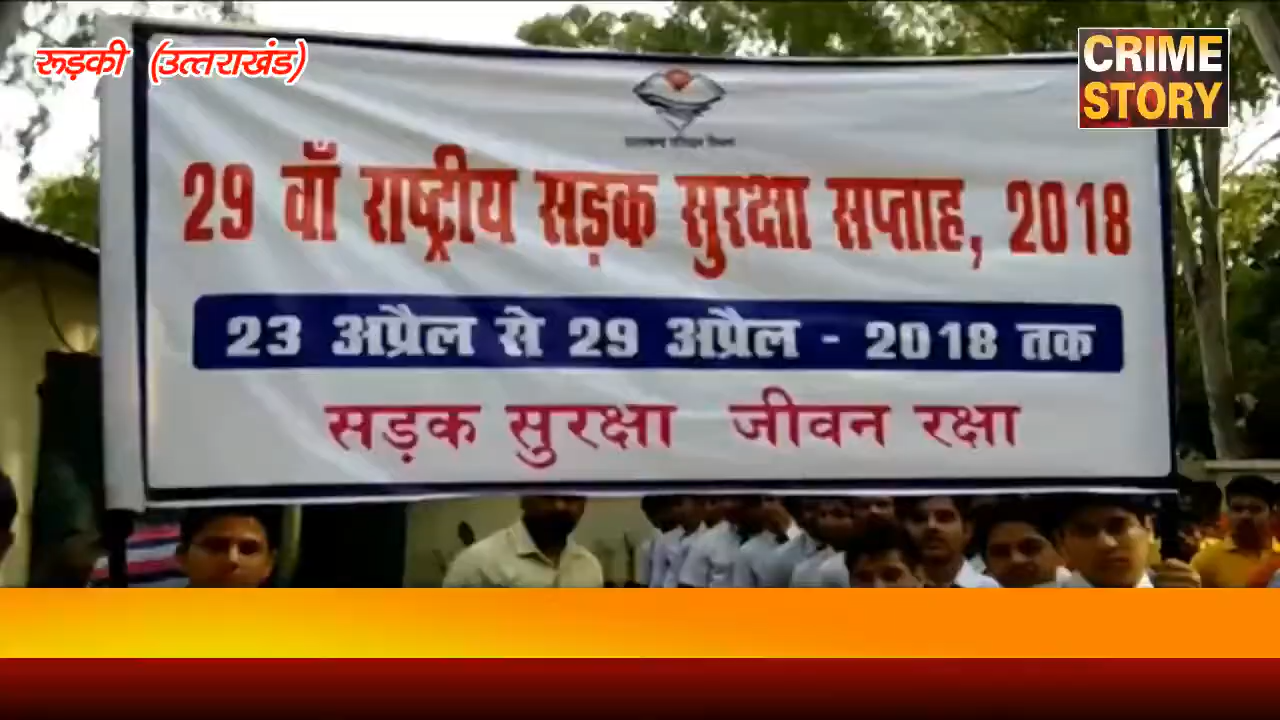 रुड़की (उत्तराखंड)
CRIME
STORY
29 वाँ राष्ट्रीय सड़क सुरक्षा सप्ताह, 2018
23 अप्रैल से 29 अप्रैल - 2018 तक
सड़क सुरक्षा जीवन रक्षा